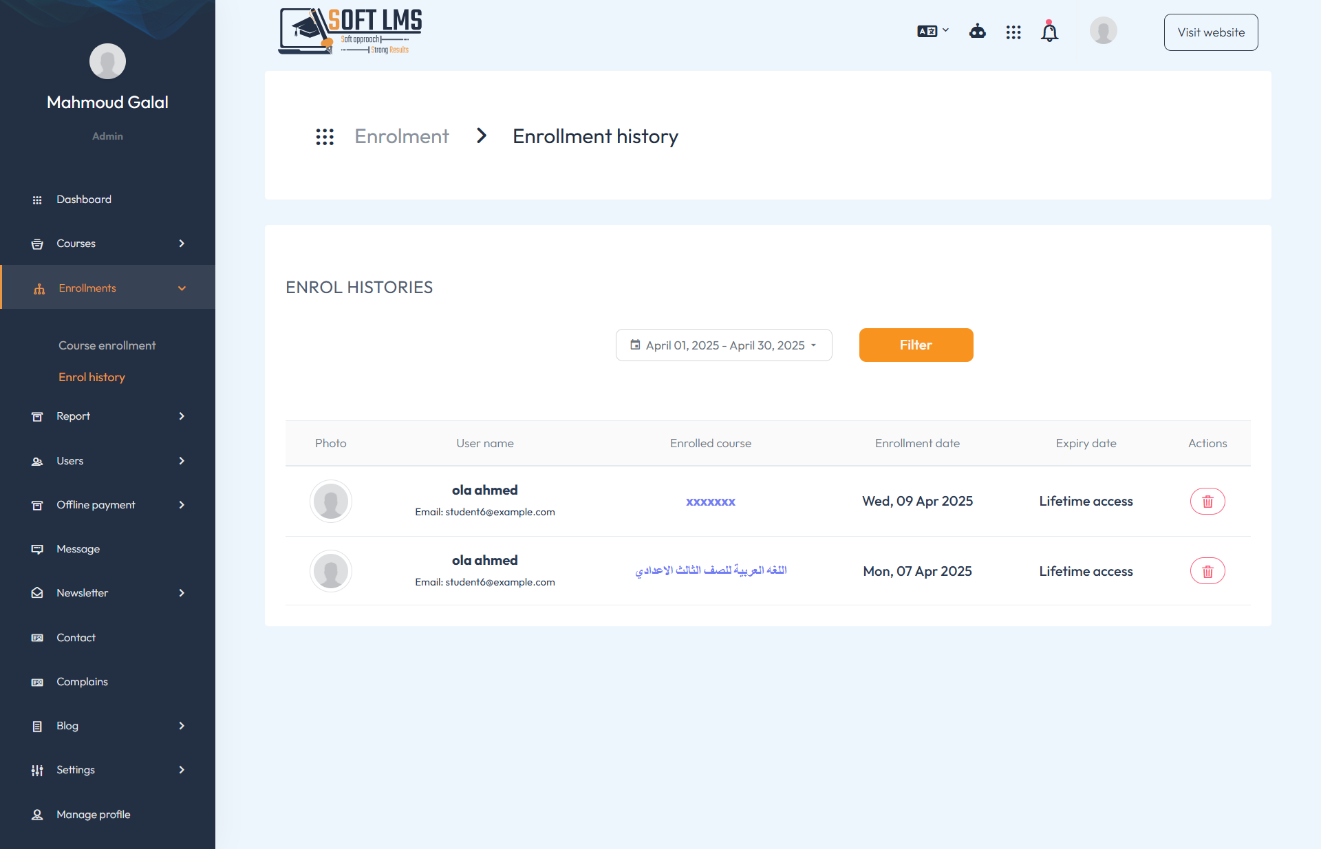 Mahmoud Galal
Admin
Dashboard
Courses
Enrollments
Course enrollment
Enrol history
Report
Users
Offline payment
Message
Newsletter
Contact
Complains
Blog
Settings
Manage profile
SOFT LMS
Soft approach
Strong Results
Visit website
Enrolment Enrollment history
ENROL HISTORIES
April 01, 2025 - April 30, 2025 Filter
Photo User name Enrolled course Enrollment date Expiry date Actions
ola ahmed
Email: student6@example.com
xxxxxxx Wed, 09 Apr 2025 Lifetime access
ola ahmed
Email: student6@example.com
اللغه العربية للصف الثالث الاعدادي Mon, 07 Apr 2025 Lifetime access